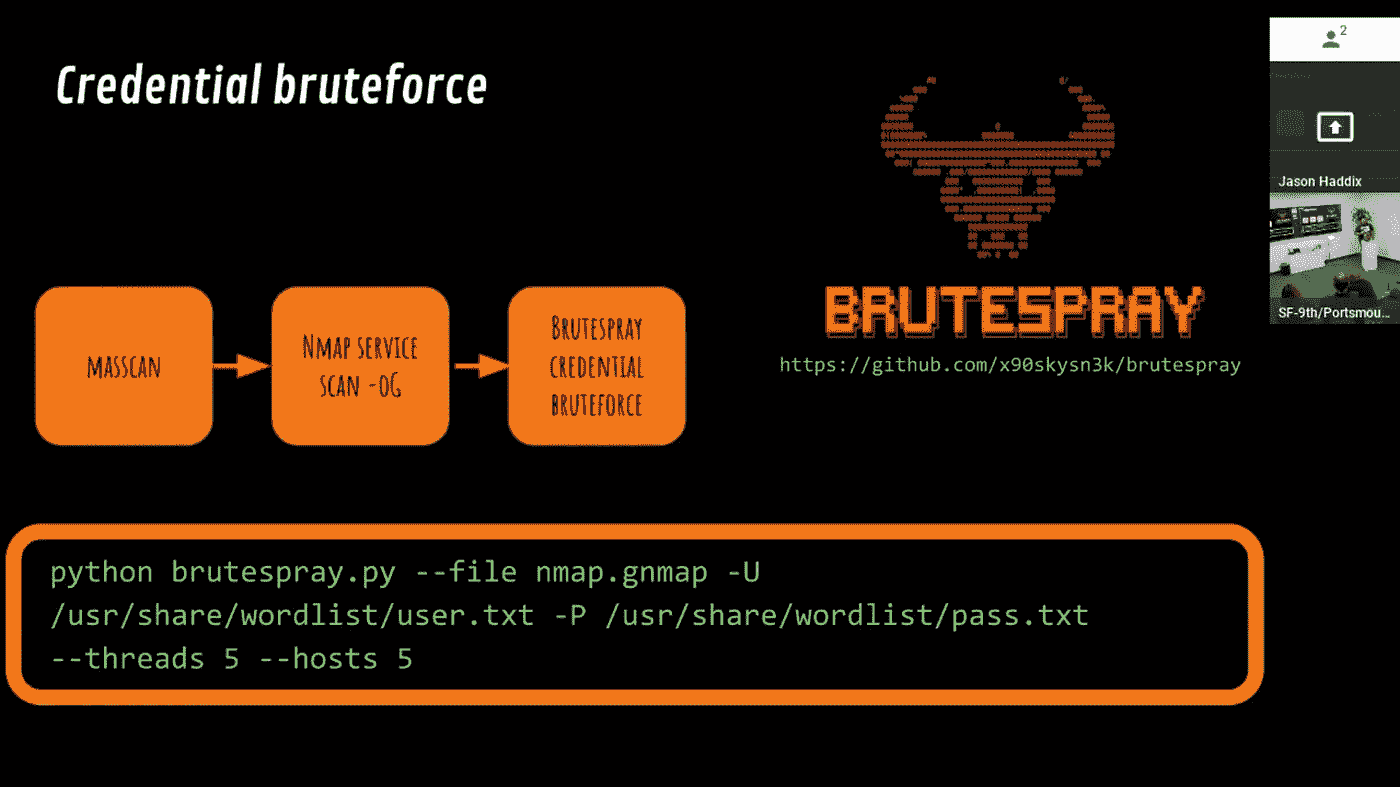 Credential bruteforce
2
Jason Haddix
SF-9th/Portsmou...
MASSCAN
NMAP SERVICE
SCAN -OG
BRUTESPRAY
CREDENTIAL
BRUTEFORCE
BRUTESPRAY
https://github.com/x90skysn3k/brutespray
python brutespray.py --file nmap.gnmap -U
/usr/share/wordlist/user.txt -P /usr/share/wordlist/pass.txt
--threads 5 --hosts 5